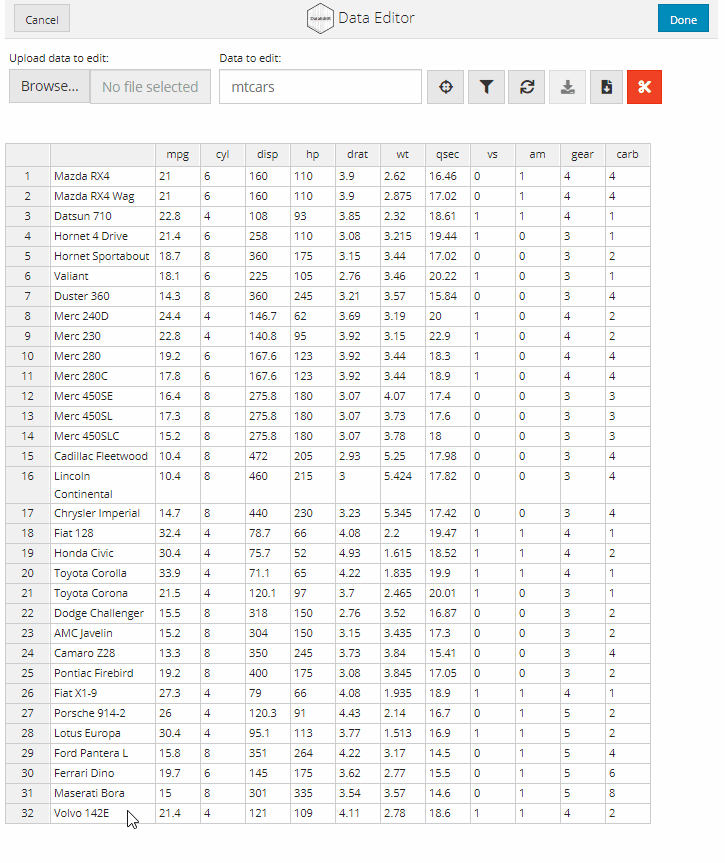 Cancel DataEditR Data Editor Done
Upload data to edit: Data to edit:
Browse... No file selected mtcars
mpg cyl disp hp drat wt qsec vs am gear carb
1 Mazda RX4 21 6 160 110 3.9 2.62 16.46 0 1 4 4
2 Mazda RX4 Wag 21 6 160 110 3.9 2.875 17.02 0 1 4 4
3 Datsun 710 22.8 4 108 93 3.85 2.32 18.61 1 1 4 1
4 Hornet 4 Drive 21.4 6 258 110 3.08 3.215 19.44 1 0 3 1
5 Hornet Sportabout 18.7 8 360 175 3.15 3.44 17.02 0 0 3 2
6 Valiant 18.1 6 225 105 2.76 3.46 20.22 1 0 3 1
7 Duster 360 14.3 8 360 245 3.21 3.57 15.84 0 0 3 4
8 Merc 240D 24.4 4 146.7 62 3.69 3.19 20 1 0 4 2
9 Merc 230 22.8 4 140.8 95 3.92 3.15 22.9 1 0 4 2
10 Merc 280 19.2 6 167.6 123 3.92 3.44 18.3 1 0 4 4
11 Merc 280C 17.8 6 167.6 123 3.92 3.44 18.9 1 0 4 4
12 Merc 450SE 16.4 8 275.8 180 3.07 4.07 17.4 0 0 3 3
13 Merc 450SL 17.3 8 275.8 180 3.07 3.73 17.6 0 0 3 3
14 Merc 450SLC 15.2 8 275.8 180 3.07 3.78 18 0 0 3 3
15 Cadillac Fleetwood 10.4 8 472 205 2.93 5.25 17.98 0 0 3 4
16 Lincoln 10.4 8 460 215 3 5.424 17.82 0 0 3 4
Continental
17 Chrysler Imperial 14.7 8 440 230 3.23 5.345 17.42 0 0 3 4
18 Fiat 128 32.4 4 78.7 66 4.08 2.2 19.47 1 1 4 1
19 Honda Civic 30.4 4 75.7 52 4.93 1.615 18.52 1 1 4 2
20 Toyota Corolla 33.9 4 71.1 65 4.22 1.835 19.9 1 1 4 1
21 Toyota Corona 21.5 4 120.1 97 3.7 2.465 20.01 1 0 3 1
22 Dodge Challenger 15.5 8 318 150 2.76 3.52 16.87 0 0 3 2
23 AMC Javelin 15.2 8 304 150 3.15 3.435 17.3 0 0 3 2
24 Camaro Z28 13.3 8 350 245 3.73 3.84 15.41 0 0 3 4
25 Pontiac Firebird 19.2 8 400 175 3.08 3.845 17.05 0 0 3 2
26 Fiat X1-9 27.3 4 79 66 4.08 1.935 18.9 1 1 4 1
27 Porsche 914-2 26 4 120.3 91 4.43 2.14 16.7 0 1 5 2
28 Lotus Europa 30.4 4 95.1 113 3.77 1.513 16.9 1 1 5 2
29 Ford Pantera L 15.8 8 351 264 4.22 3.17 14.5 0 1 5 4
30 Ferrari Dino 19.7 6 145 175 3.62 2.77 15.5 0 1 5 6
31 Maserati Bora 15 8 301 335 3.54 3.57 14.6 0 1 5 8
32 Volvo 142E 21.4 4 121 109 4.11 2.78 18.6 1 1 4 2